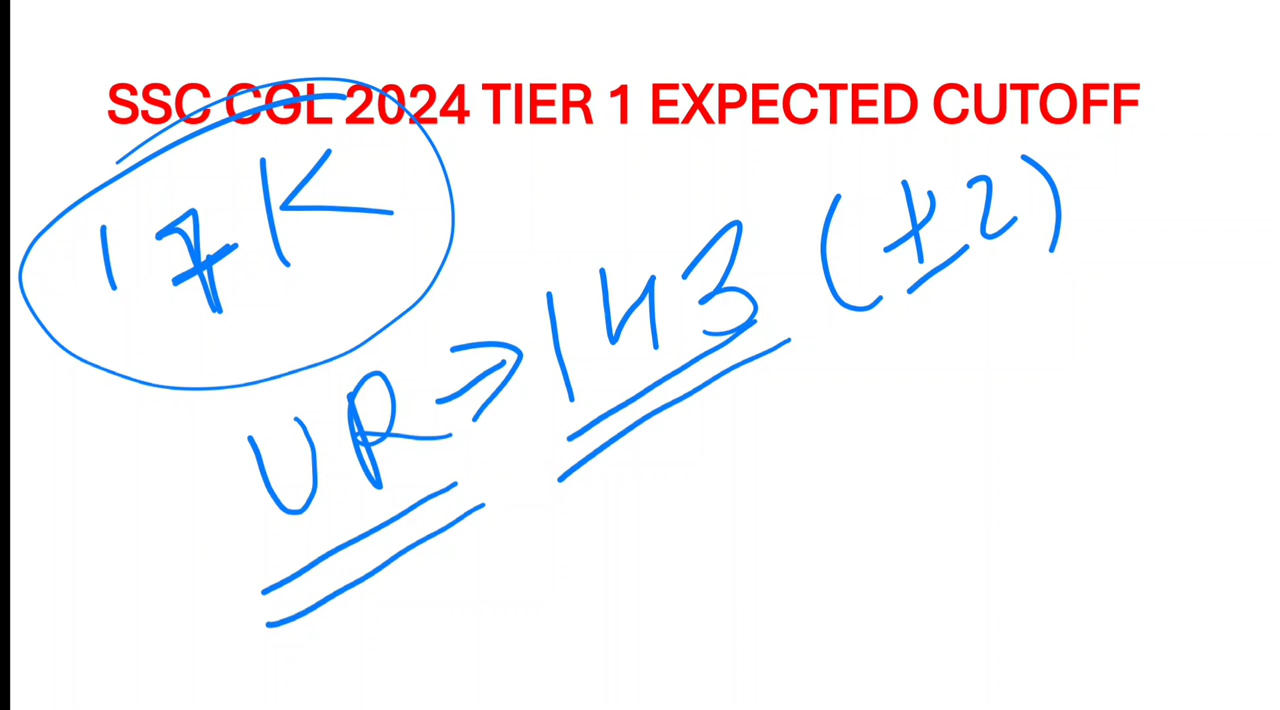 SSC CGL 2024 TIER 1 EXPECTED CUTOFF
17K
UR → 143 (±2)